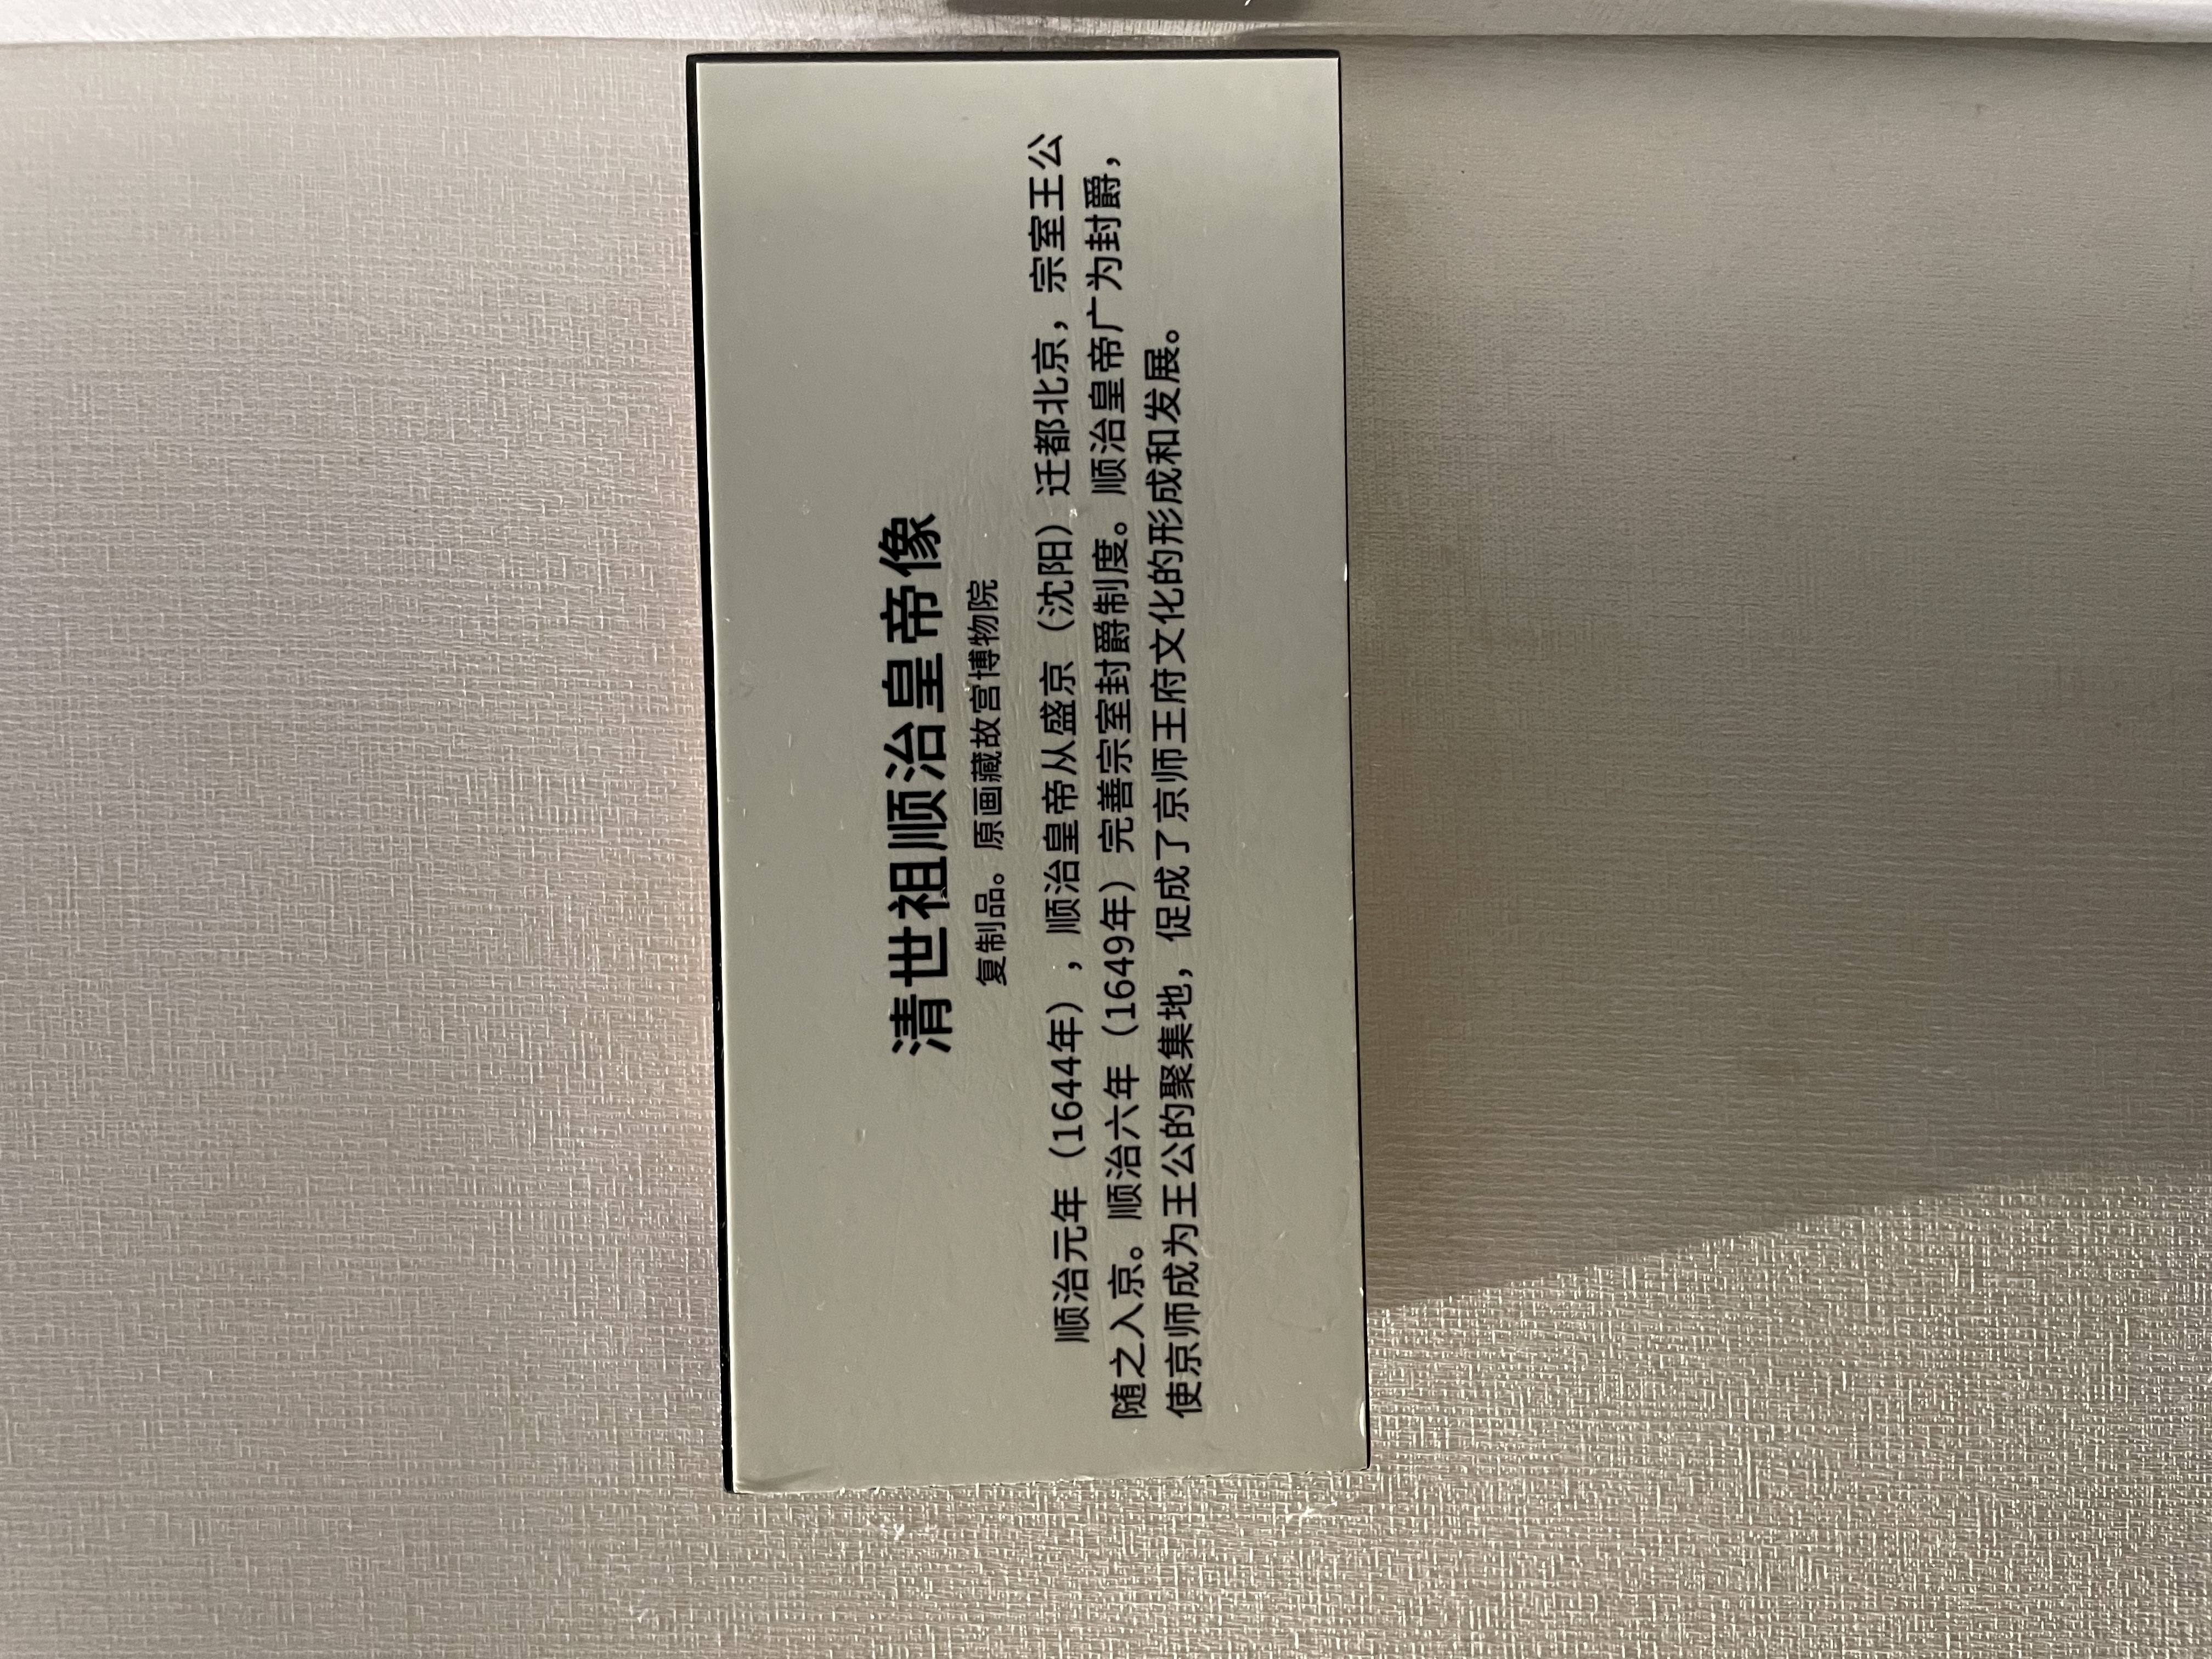 清世祖顺治皇帝像
复制品。原画藏故宫博物院
顺治元年（1644年），顺治皇帝从盛京（沈阳）迁都北京，宗室王公
随之入京。顺治六年（1649年）完善宗室封爵制度。顺治皇帝广为封爵，
使京师成为王公的聚集地，促成了京师王府文化的形成和发展。